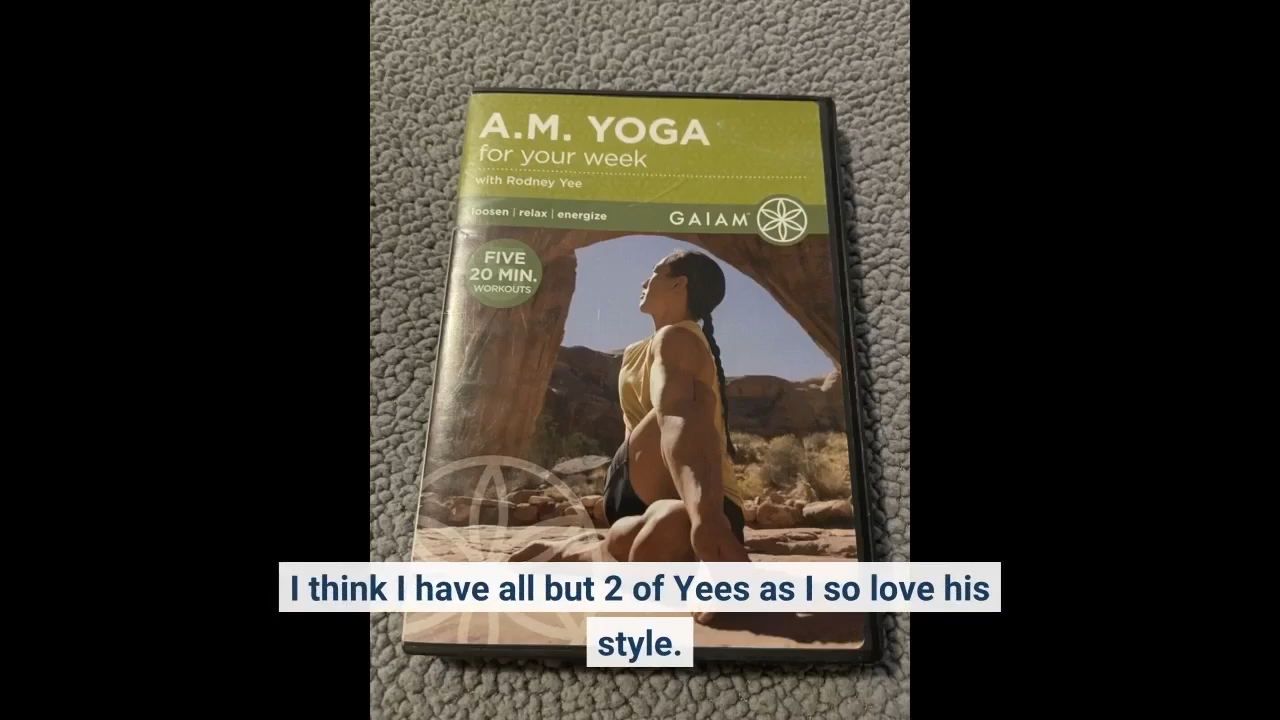 A.M. YOGA
for your week
with Rodney Yee
loosen | relax | energize
GAIAM
FIVE
20 MIN.
WORKOUTS
I think I have all but 2 of Yees as I so love his
style.